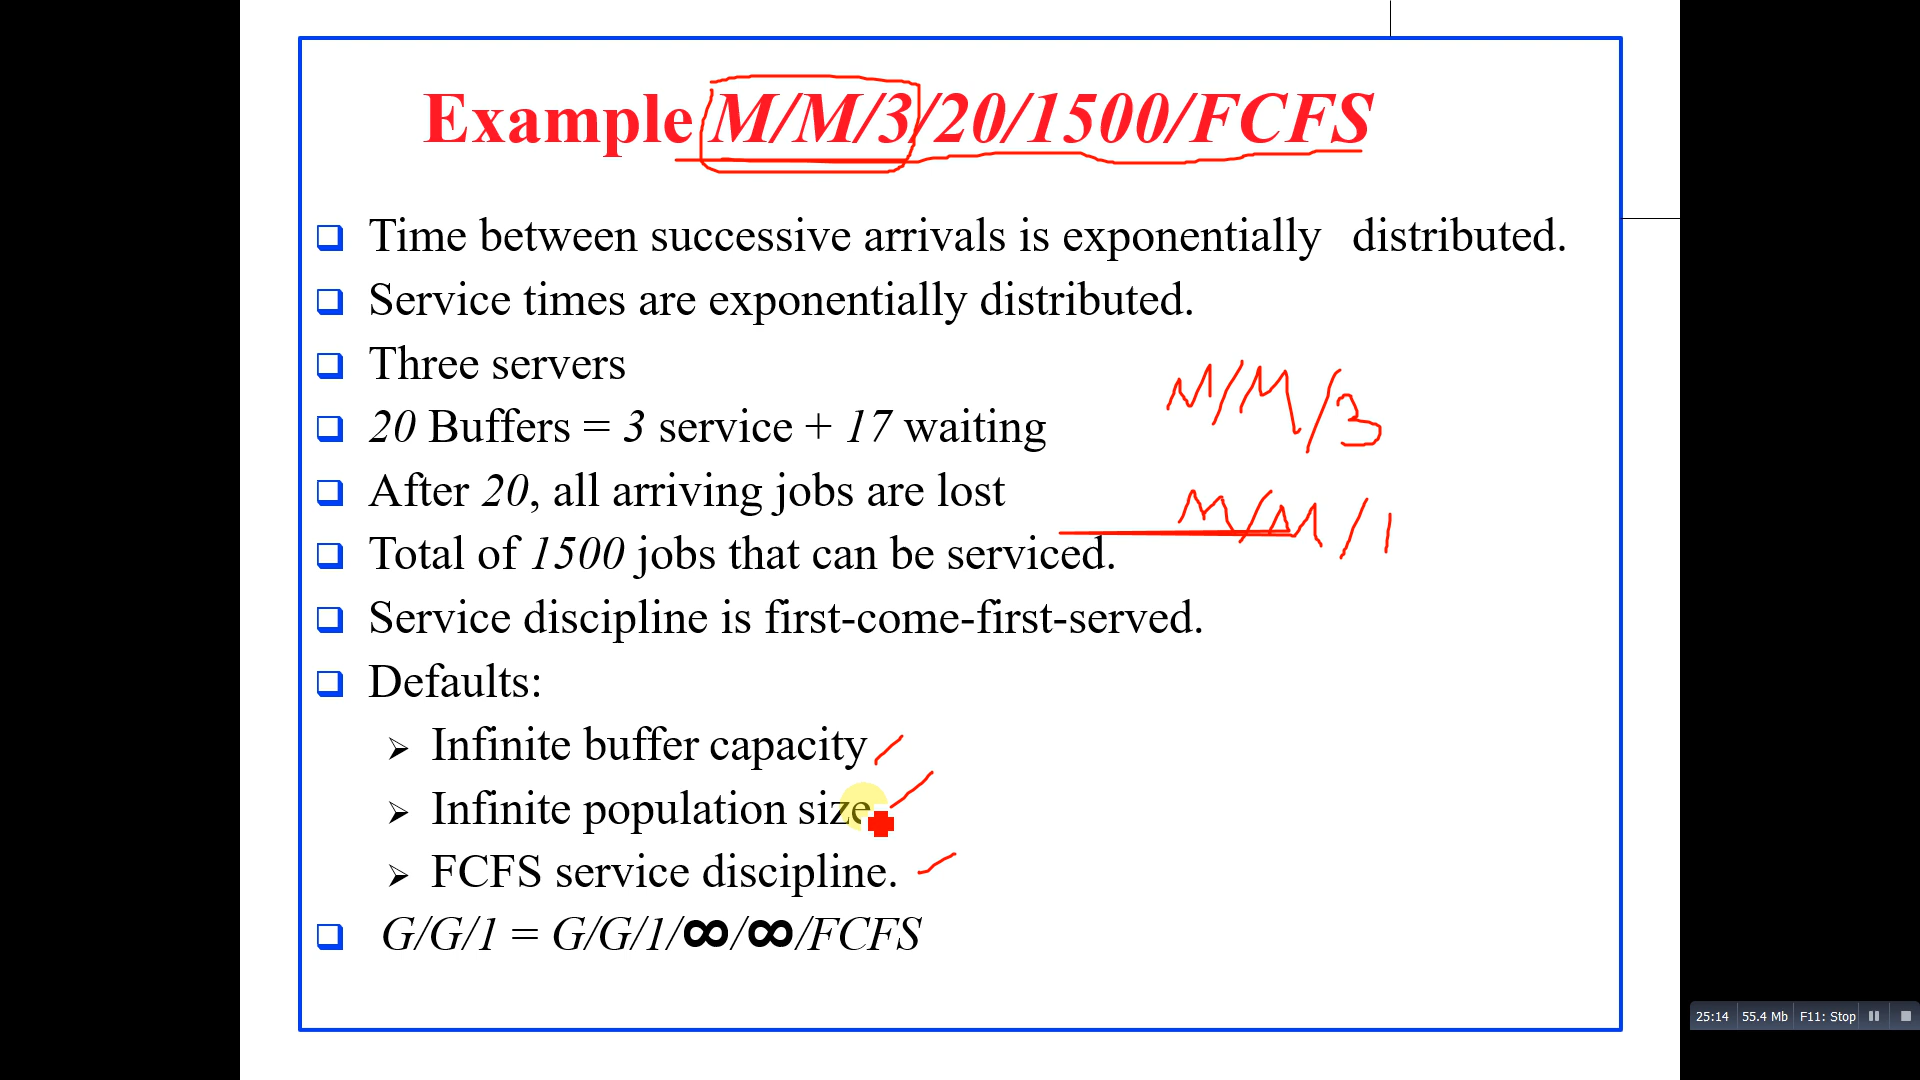 Example M/M/3/20/1500/FCFS
Time between successive arrivals is exponentially distributed.
Service times are exponentially distributed.
Three servers
M/M/3
20 Buffers = 3 service + 17 waiting
After 20, all arriving jobs are lost
M/M/1
Total of 1500 jobs that can be serviced.
Service discipline is first-come-first-served.
Defaults:
Infinite buffer capacity
Infinite population size
FCFS service discipline.
G/G/1 = G/G/1/∞/∞/FCFS
25:14 55.4 Mb F11: Stop